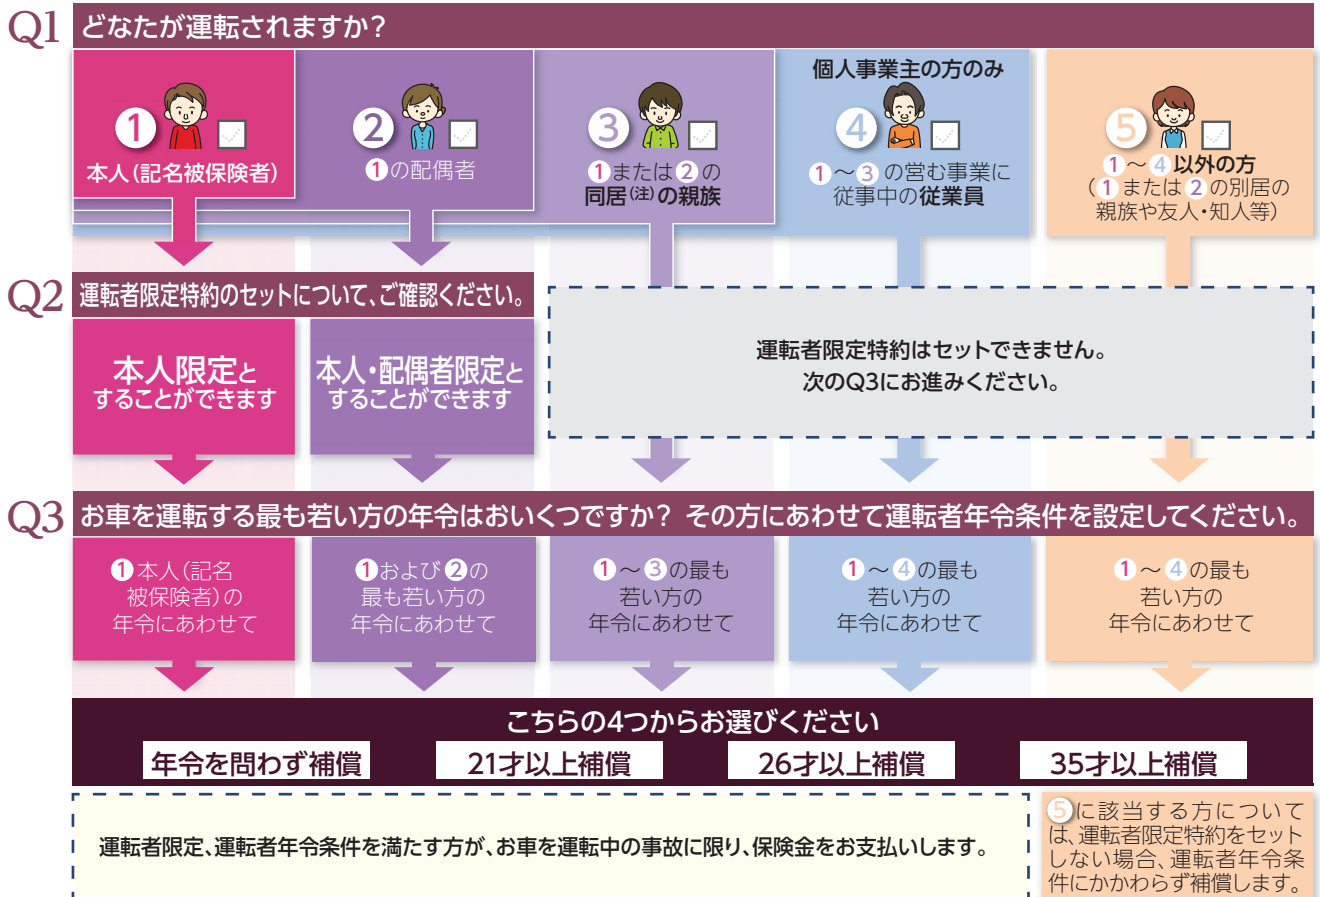 Q1 どなたが運転されますか?
1
本人(記名被保険者)
2
1の配偶者
3
1または2の
同居(注)の親族
個人事業主の方のみ
4
1～3の営む事業に
従事中の従業員
5
1～4以外の方
(1または2の別居の
親族や友人・知人等)
Q2 運転者限定特約のセットについて、ご確認ください。
本人限定と
することができます
本人・配偶者限定と
することができます
運転者限定特約はセットできません。
次のQ3にお進みください。
Q3 お車を運転する最も若い方の年令はおいくつですか? その方にあわせて運転者年令条件を設定してください。
1本人(記名
被保険者)の
年令にあわせて
1および2の
最も若い方の
年令にあわせて
1～3の最も
若い方の
年令にあわせて
1～4の最も
若い方の
年令にあわせて
1～4の最も
若い方の
年令にあわせて
こちらの4つからお選びください
年令を問わず補償 21才以上補償 26才以上補償 35才以上補償
運転者限定、運転者年令条件を満たす方が、お車を運転中の事故に限り、保険金をお支払いします。
5に該当する方について
は、運転者限定特約をセット
しない場合、運転者年令条
件にかかわらず補償します。